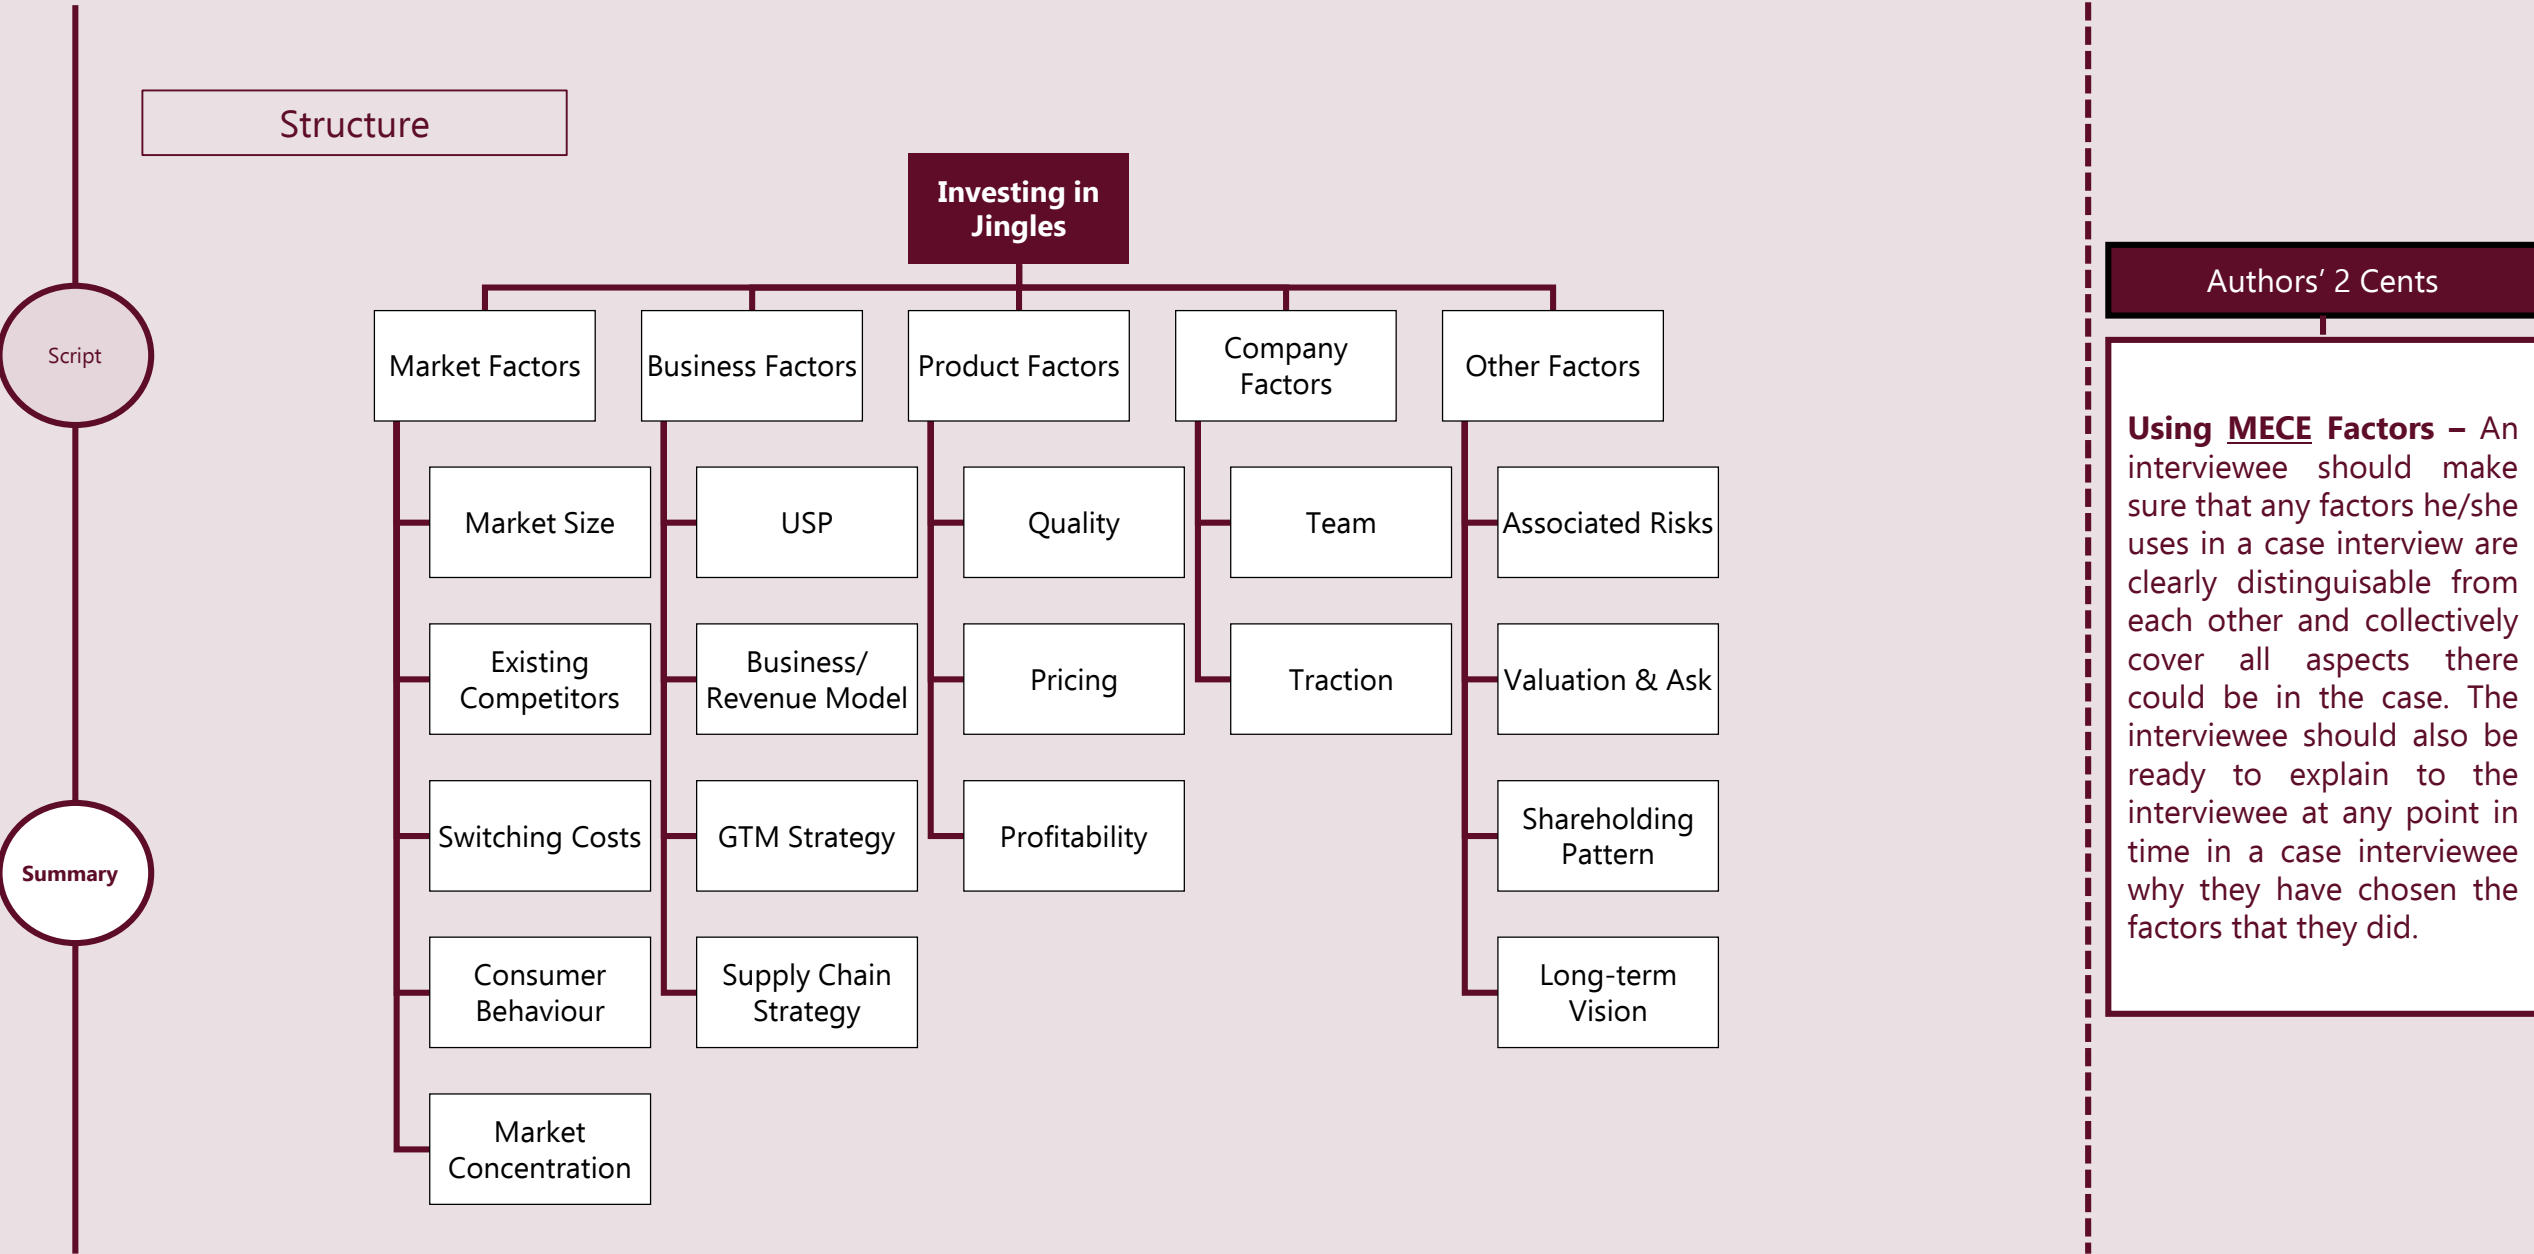 Structure
Script
Summary
Investing in
Jingles
Market Factors
Market Size
Existing
Competitors
Switching Costs
Consumer
Behaviour
Market
Concentration
Business Factors
USP
Business/
Revenue Model
GTM Strategy
Supply Chain
Strategy
Product Factors
Quality
Pricing
Profitability
Company
Factors
Team
Traction
Other Factors
Associated Risks
Valuation & Ask
Shareholding
Pattern
Long-term
Vision
Authors’ 2 Cents
Using MECE Factors – An
interviewee should make
sure that any factors he/she
uses in a case interview are
clearly distinguisable from
each other and collectively
cover all aspects there
could be in the case. The
interviewee should also be
ready to explain to the
interviewee at any point in
time in a case interviewee
why they have chosen the
factors that they did.